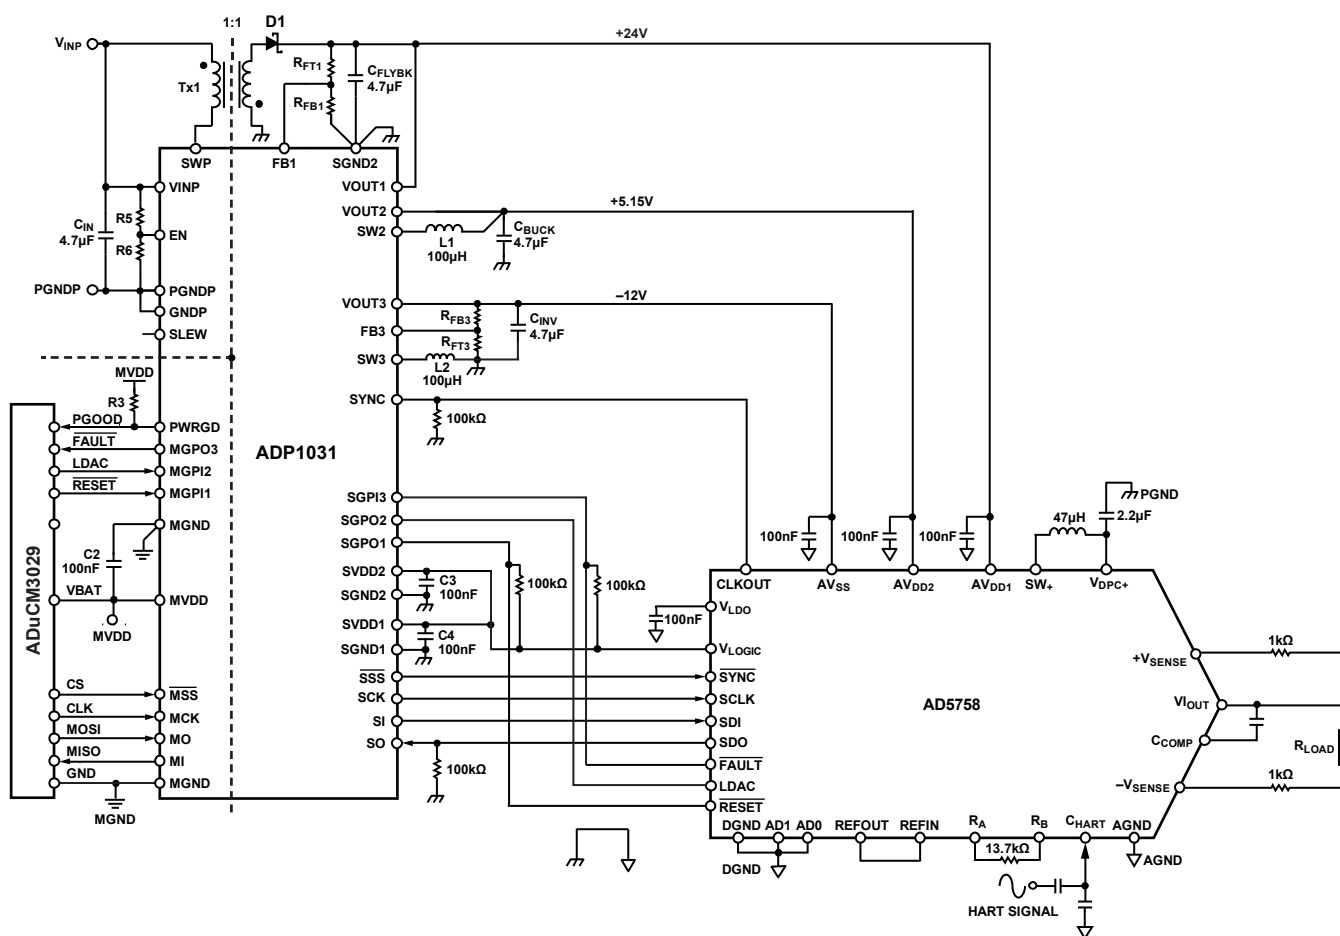 1:1
D1
VINP
Tx1
RFT1
RFB1
CFLYBK
4.7µF
+24V
SWP
FB1
SGND2
VINP
VOUT1
CIN
4.7µF
R5
R6
EN
VOUT2
+5.15V
SW2
L1
100µH
CBUCK
4.7µF
PGNDP
PGNDP
GNDP
SLEW
VOUT3
–12V
RFB3
CINV
4.7µF
FB3
RFT3
SW3
L2
100µH
MVDD
R3
SYNC
100kΩ
ADP1031
ADuCM3029
PGOOD
PWRGD
FAULT
MGPO3
LDAC
MGPI2
RESET
MGPI1
MGND
C2
100nF
VBAT
MVDD
MVDD
CS
MSS
CLK
MCK
MOSI
MO
MISO
MI
GND
MGND
MGND
SGPI3
SGPO2
SGPO1
SVDD2
C3
100nF
SGND2
SVDD1
C4
100nF
SGND1
SSS
SCK
SI
SO
100kΩ
100kΩ
100kΩ
100nF
100nF
100nF
47µH
PGND
2.2µF
CLKOUT
AVSS
AVDD2
AVDD1
SW+
VDPC+
100nF
VLDO
VLOGIC
SYNC
SCLK
SDI
SDO
FAULT
LDAC
RESET
AD5758
+VSENSE
1kΩ
VIOUT
CCOMP
RLOAD
–VSENSE
1kΩ
DGND
AD1
AD0
REFOUT
REFIN
RA
RB
CHART
AGND
13.7kΩ
DGND
AGND
HART SIGNAL